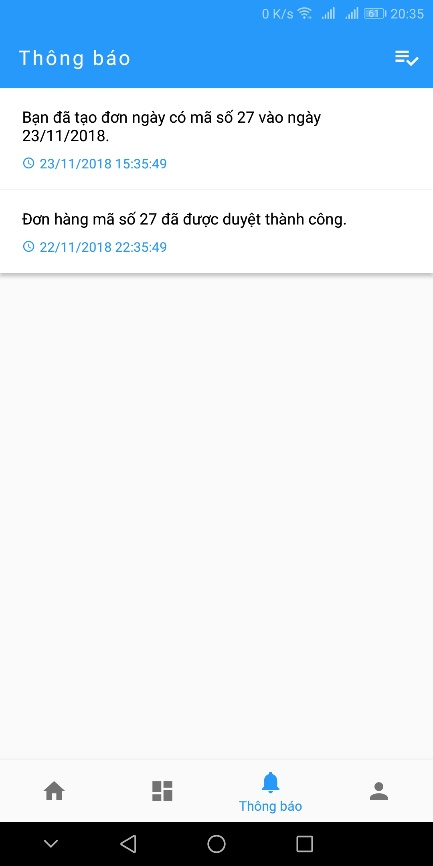 0 K/s 61 20:35
Thông báo
Bạn đã tạo đơn ngày có mã số 27 vào ngày
23/11/2018.
23/11/2018 15:35:49
Đơn hàng mã số 27 đã được duyệt thành công.
22/11/2018 22:35:49
Thông báo